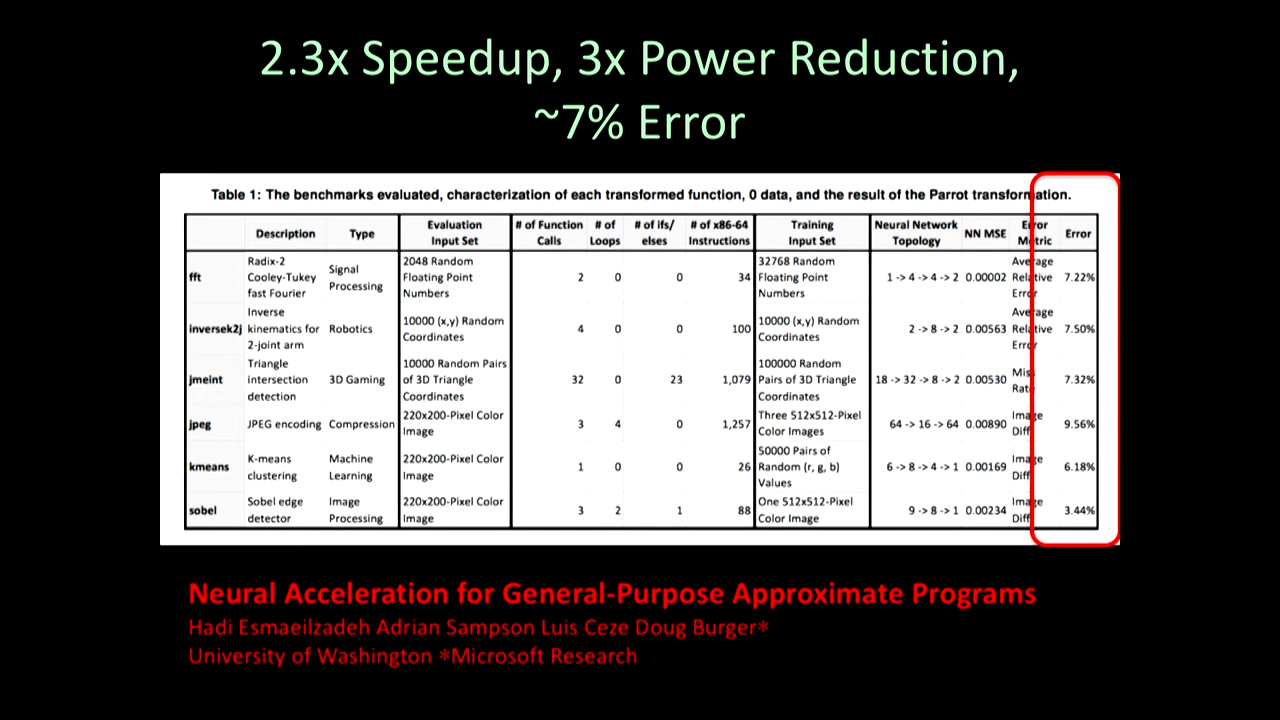 2.3x Speedup, 3x Power Reduction,
~7% Error
Table 1: The benchmarks evaluated, characterization of each transformed function, 0 data, and the result of the Parrot transformation.
Description Type Evaluation Input Set # of Function Calls # of Loops # of ifs/ elses # of x86-64 Instructions Training Input Set Neural Network Topology NN MSE Error Metric Error
fft Radix-2 Cooley-Tukey fast Fourier Signal Processing 2048 Random Floating Point Numbers 2 0 0 34 32768 Random Floating Point Numbers 1 -> 4 -> 4 -> 2 0.00002 Average Relative Error 7.22%
inversek2j Inverse kinematics for 2-joint arm Robotics 10000 (x,y) Random Coordinates 4 0 0 100 10000 (x,y) Random Coordinates 2 -> 8 -> 2 0.00563 Average Relative Error 7.50%
jmeint Triangle intersection detection 3D Gaming 10000 Random Pairs of 3D Triangle Coordinates 32 0 23 1,079 100000 Random Pairs of 3D Triangle Coordinates 18 -> 32 -> 8 -> 2 0.00530 Miss Rate 7.32%
jpeg JPEG encoding Compression 220x200-Pixel Color Image 3 4 0 1,257 Three 512x512-Pixel Color Images 64 -> 16 -> 64 0.00890 Image Diff 9.56%
kmeans K-means clustering Machine Learning 220x200-Pixel Color Image 1 0 0 26 50000 Pairs of Random (r, g, b) Values 6 -> 8 -> 4 -> 1 0.00169 Image Diff 6.18%
sobel Sobel edge detector Image Processing 220x200-Pixel Color Image 3 2 1 88 One 512x512-Pixel Color Image 9 -> 8 -> 1 0.00234 Image Diff 3.44%
Neural Acceleration for General-Purpose Approximate Programs
Hadi Esmaeilzadeh Adrian Sampson Luis Ceze Doug Burger*
University of Washington *Microsoft Research